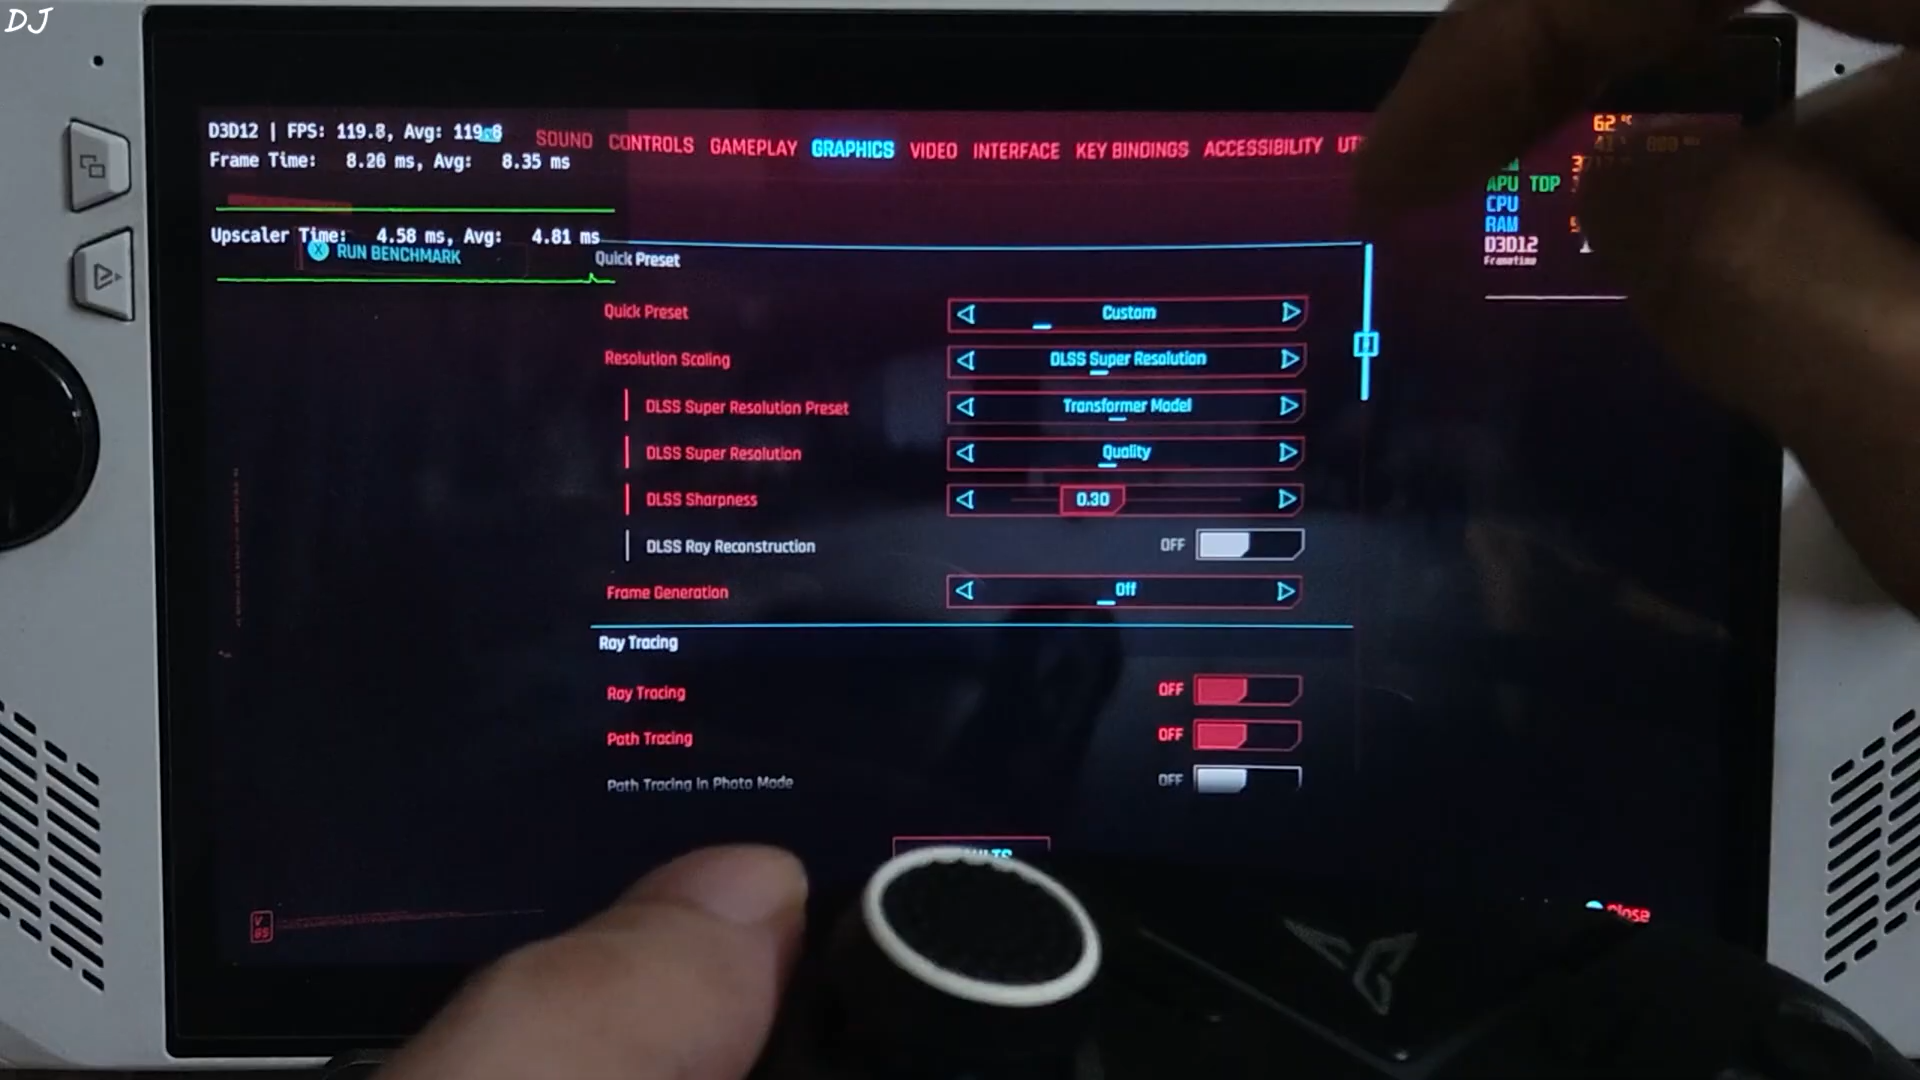 DJ
D3D12 | FPS: 119.8, Avg: 119.8
Frame Time: 8.26 ms, Avg: 8.35 ms
Upscaler Time: 4.58 ms, Avg: 4.81 ms
RUN BENCHMARK
SOUND CONTROLS GAMEPLAY GRAPHICS VIDEO INTERFACE KEY BINDINGS ACCESSIBILITY
62 °C
APU TDP
CPU
RAM
D3D12
Frametime
Quick Preset
Quick Preset Custom
Resolution Scaling DLSS Super Resolution
DLSS Super Resolution Preset Transformer Model
DLSS Super Resolution Quality
DLSS Sharpness 0.30
DLSS Ray Reconstruction OFF
Frame Generation Off
Ray Tracing
Ray Tracing OFF
Path Tracing OFF
Path Tracing In Photo Mode OFF
Close
V
85